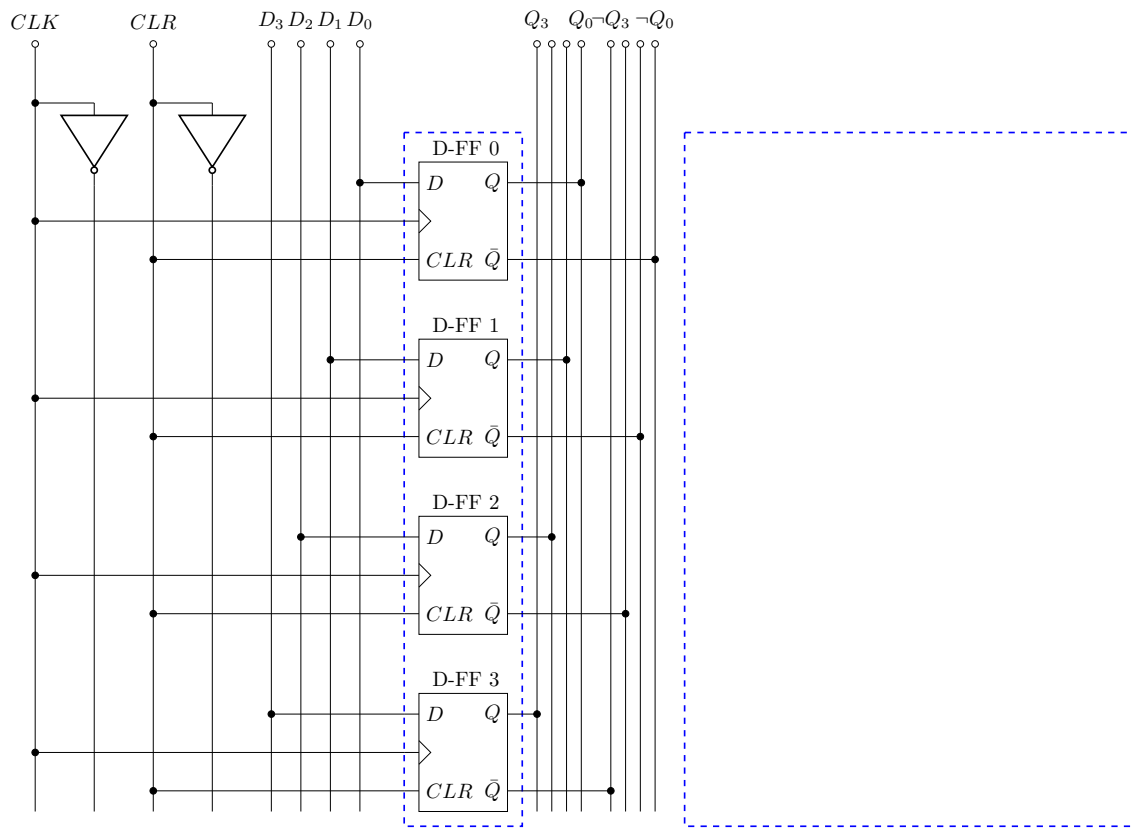 CLK CLR D₃ D₂ D₁ D₀ Q₃ Q₀ ¬Q₃ ¬Q₀
D-FF 0
D Q
CLR Q̄
D-FF 1
D Q
CLR Q̄
D-FF 2
D Q
CLR Q̄
D-FF 3
D Q
CLR Q̄